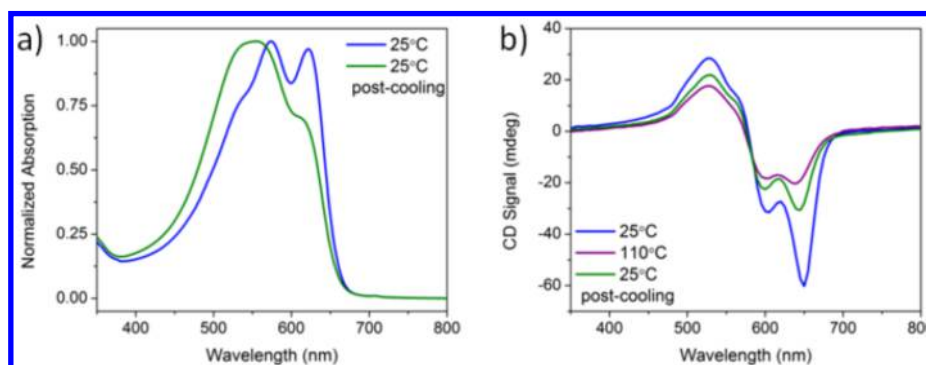 a)
1.00
0.75
0.50
0.25
0.00
Normalized Absorption
25°C
25°C
post-cooling
400 500 600 700 800
Wavelength (nm)
b)
40
20
0
-20
-40
-60
CD Signal (mdeg)
25°C
110°C
25°C
post-cooling
400 500 600 700 800
Wavelength (nm)